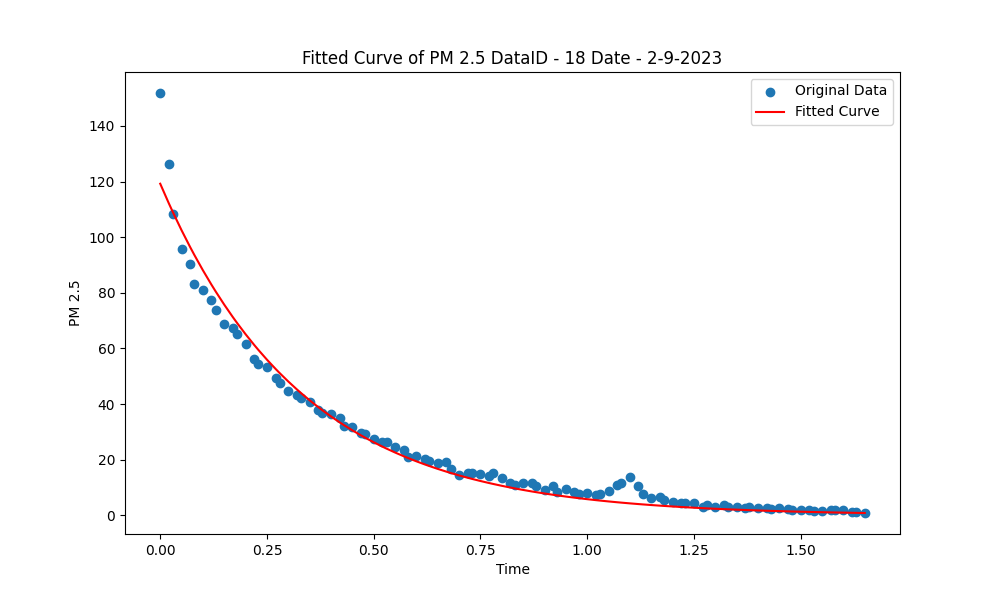 Fitted Curve of PM 2.5 DataID - 18 Date - 2-9-2023
Original Data
Fitted Curve
PM 2.5
140
120
100
80
60
40
20
0
0.00 0.25 0.50 0.75 1.00 1.25 1.50
Time